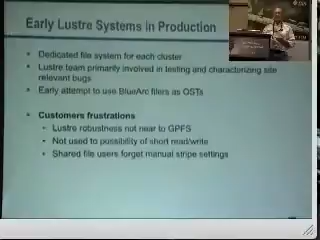 Early Lustre Systems in Production
Dedicated file system for each cluster
Lustre team primarily involved in testing and characterizing site
relevant bugs
Early attempt to use BlueArc filers as OSTs
Customers frustrations
Lustre robustness not near to GPFS
Not used to possibility of short read/write
Shared file users forget manual stripe settings